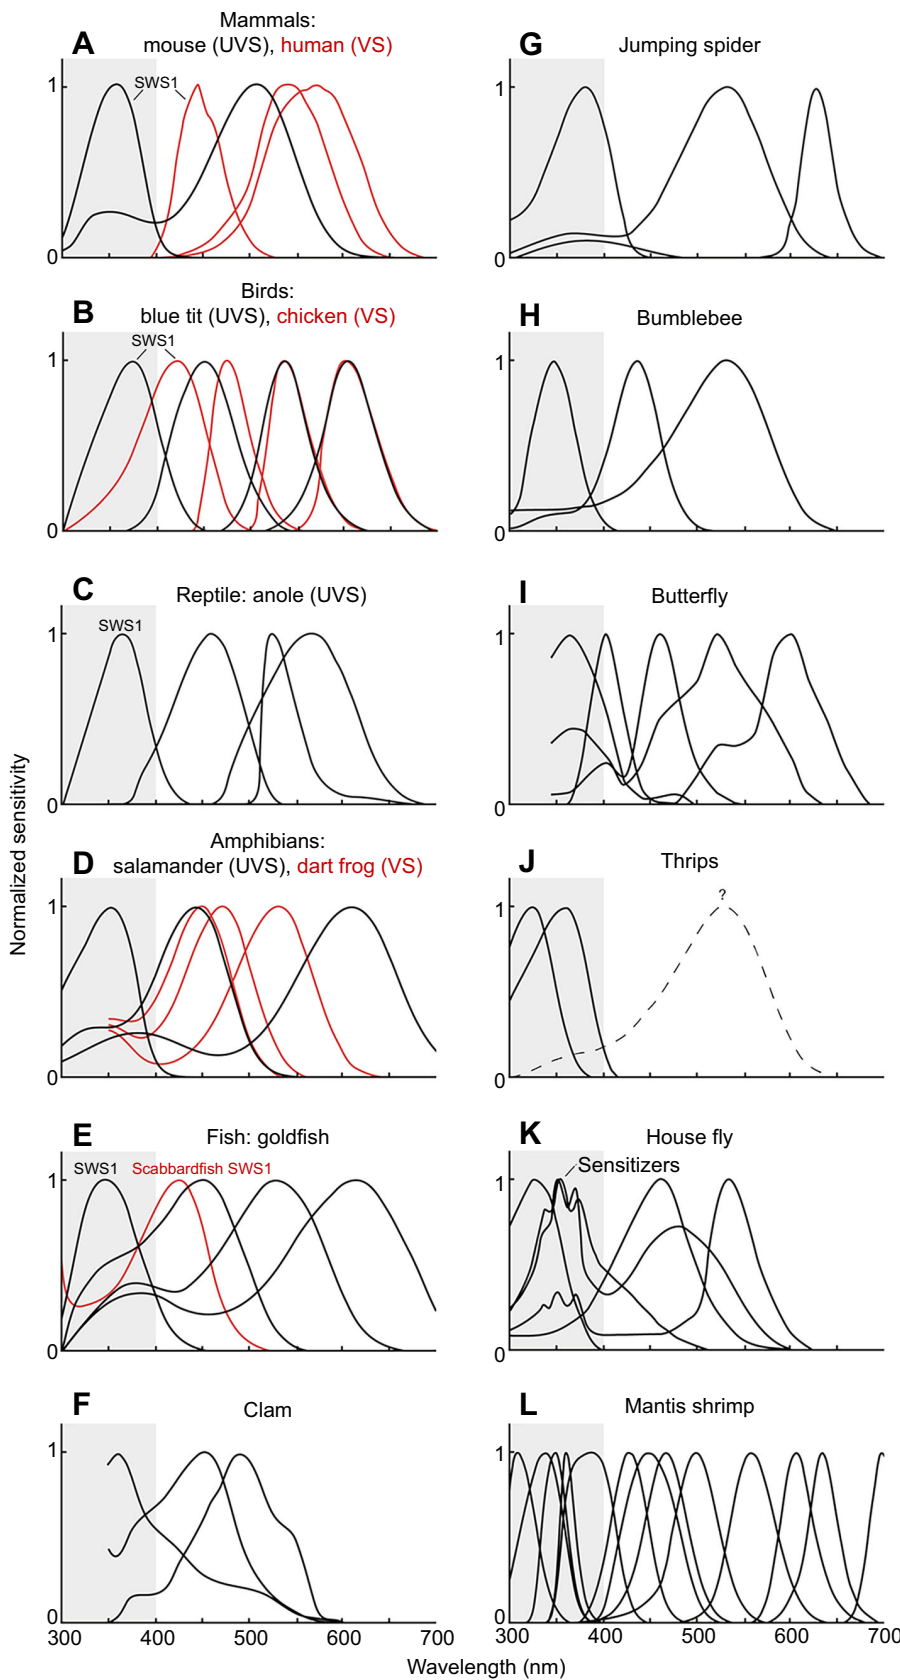 A
Mammals:
mouse (UVS), human (VS)
SWS1
1
0
B
Birds:
blue tit (UVS), chicken (VS)
SWS1
1
0
C
Reptile: anole (UVS)
SWS1
1
0
D
Amphibians:
salamander (UVS), dart frog (VS)
1
0
E
Fish: goldfish
SWS1
Scabbardfish SWS1
1
0
F
Clam
1
0
300 400 500 600 700
G
Jumping spider
1
0
H
Bumblebee
1
0
I
Butterfly
1
0
J
Thrips
?
1
0
K
House fly
Sensitizers
1
0
L
Mantis shrimp
1
0
300 400 500 600 700
Normalized sensitivity
Wavelength (nm)